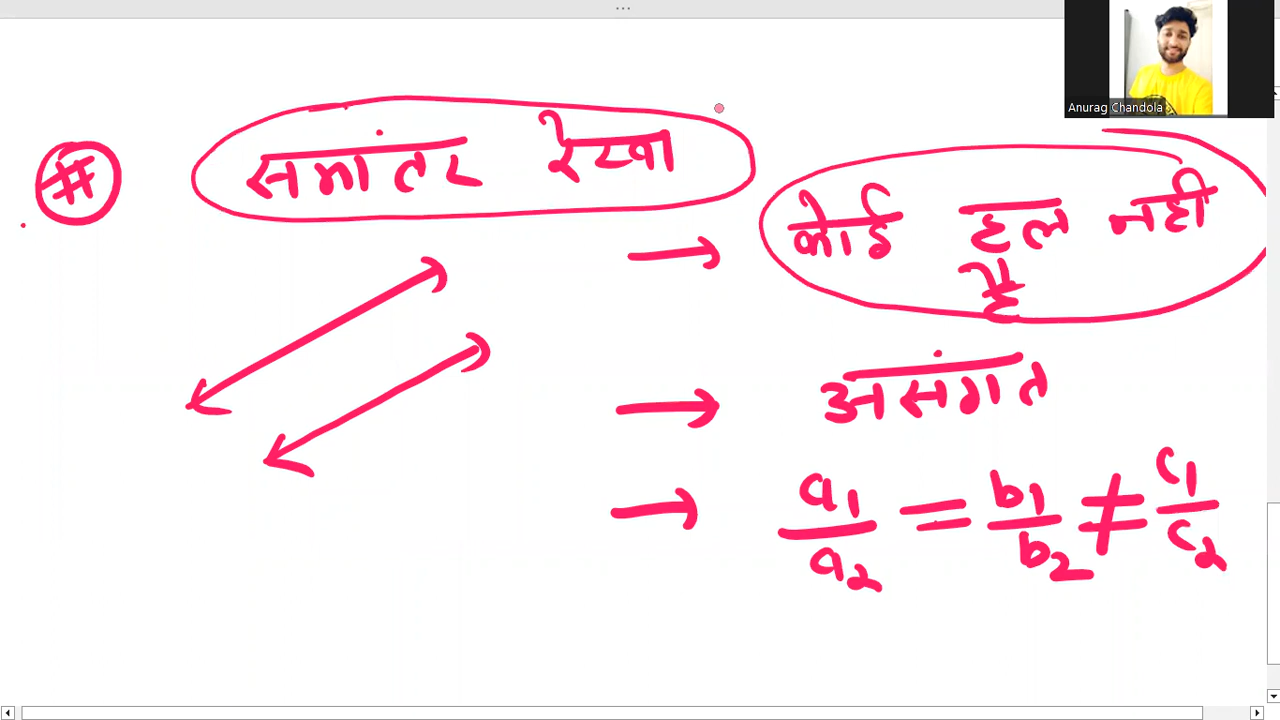 Anurag Chandola
# समांतर रेखा
→ कोई हल नही
है
→ असंगत
→ a₁/a₂ = b₁/b₂ ≠ c₁/c₂